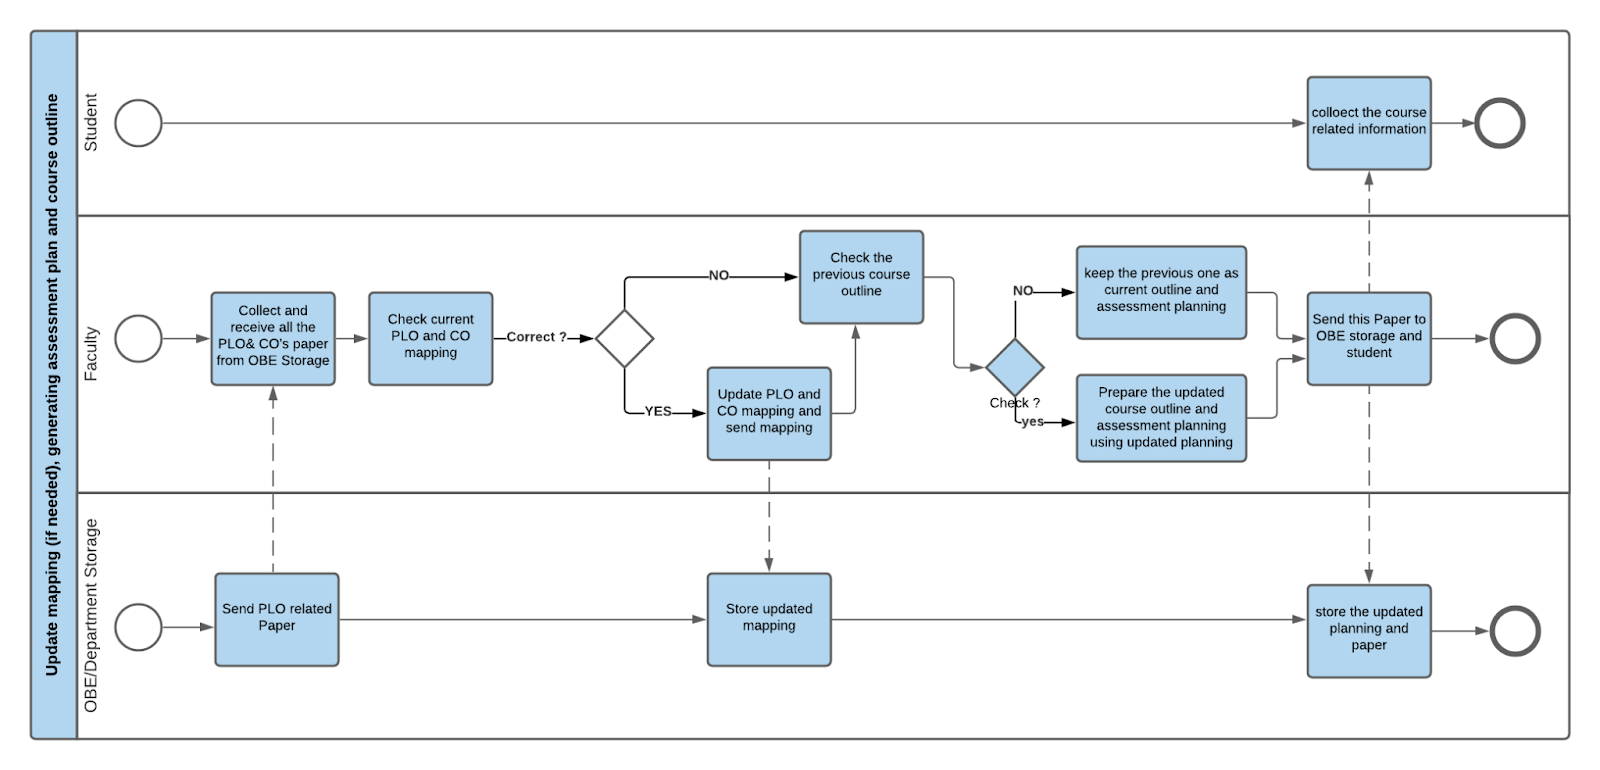 Update mapping (if needed), generating assessment plan and course outline
Student
colloect the course
related information
Faculty
Collect and
receive all the
PLO& CO's paper
from OBE Storage
Check current
PLO and CO
mapping
Correct ?
NO
YES
Check the
previous course
outline
Update PLO and
CO mapping and
send mapping
Check ?
NO
yes
keep the previous one as
current outline and
assessment planning
Prepare the updated
course outline and
assessment planning
using updated planning
Send this Paper to
OBE storage and
student
OBE/Department Storage
Send PLO related
Paper
Store updated
mapping
store the updated
planning and
paper